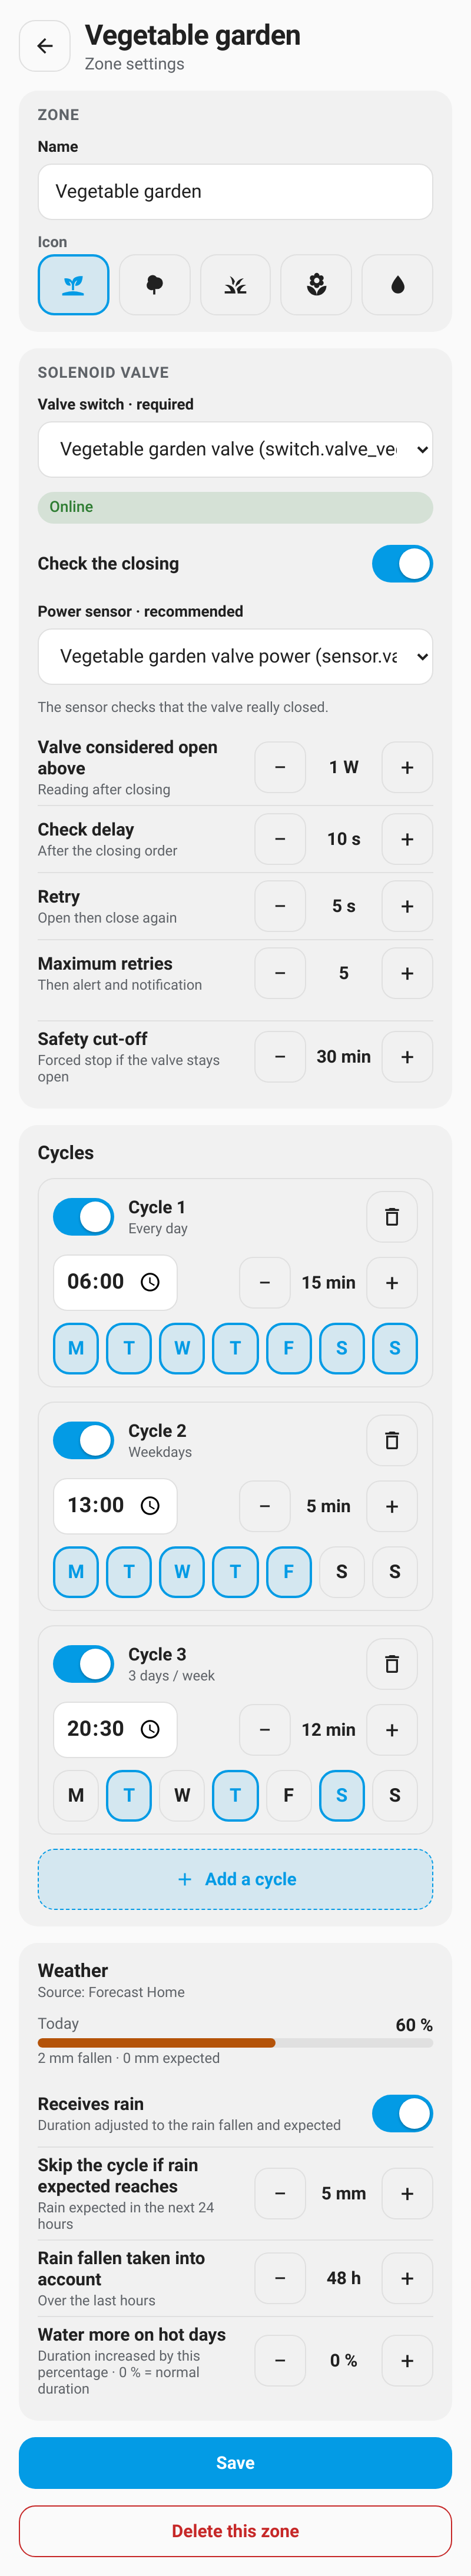 Vegetable garden
Zone settings
ZONE
Name
Vegetable garden
Icon
SOLENOID VALVE
Valve switch · required
Vegetable garden valve (switch.valve_ve
Online
Check the closing
Power sensor · recommended
Vegetable garden valve power (sensor.va
The sensor checks that the valve really closed.
Valve considered open
above
Reading after closing
− 1 W +
Check delay
After the closing order
− 10 s +
Retry
Open then close again
− 5 s +
Maximum retries
Then alert and notification
− 5 +
Safety cut-off
Forced stop if the valve stays
open
− 30 min +
Cycles
Cycle 1
Every day
06:00 − 15 min +
M T W T F S S
Cycle 2
Weekdays
13:00 − 5 min +
M T W T F S S
Cycle 3
3 days / week
20:30 − 12 min +
M T W T F S S
+ Add a cycle
Weather
Source: Forecast Home
Today 60 %
2 mm fallen · 0 mm expected
Receives rain
Duration adjusted to the rain fallen and expected
Skip the cycle if rain
expected reaches
Rain expected in the next 24
hours
− 5 mm +
Rain fallen taken into
account
Over the last hours
− 48 h +
Water more on hot days
Duration increased by this
percentage · 0 % = normal
duration
− 0 % +
Save
Delete this zone